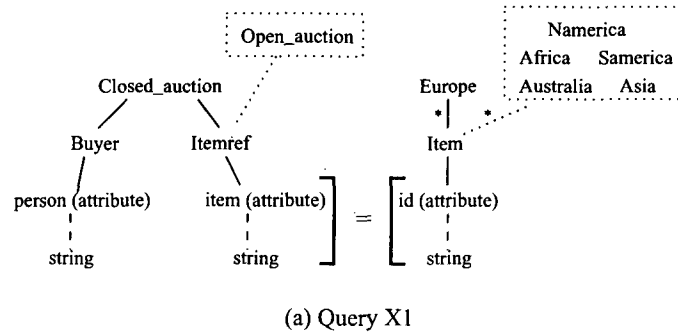 Open_auction
Namerica
Africa Samerica
Australia Asia
Closed_auction
Europe
* *
Buyer Itemref
Item
person (attribute) item (attribute) = id (attribute)
string string string
(a) Query X1